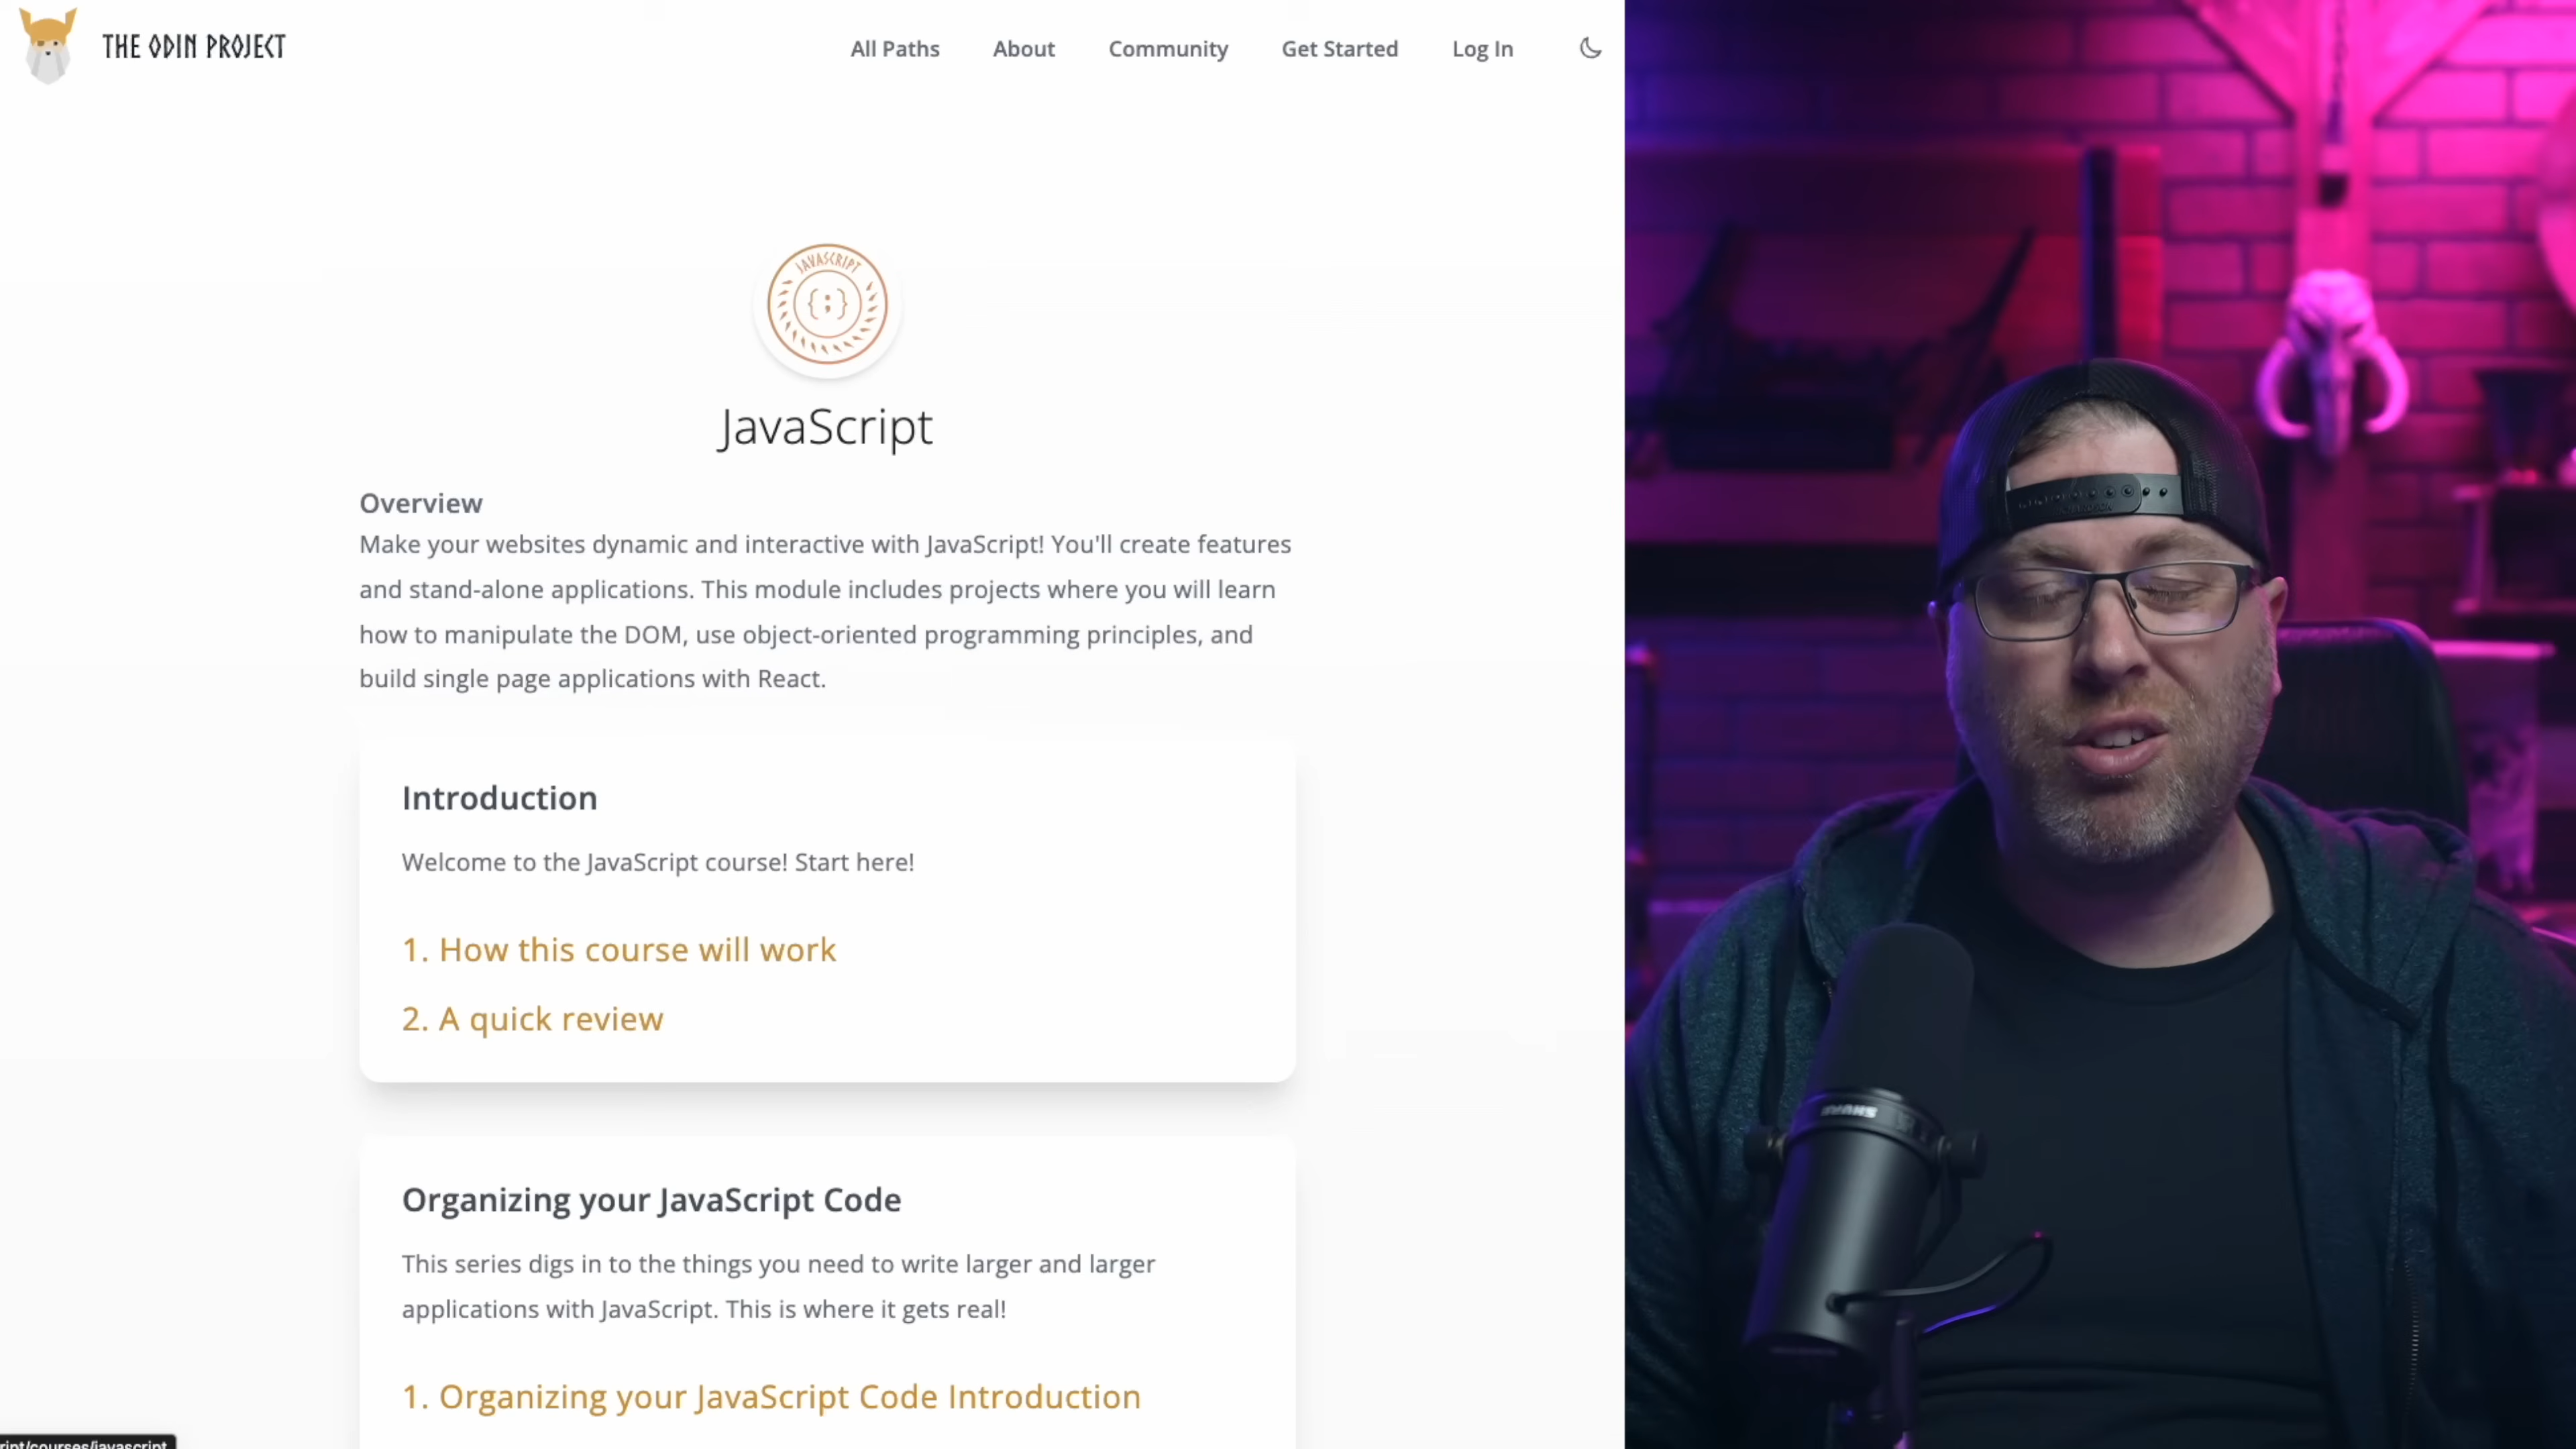 THE ODIN PROJECT
All Paths
About
Community
Get Started
Log In
JAVASCRIPT
{;}
JavaScript
Overview
Make your websites dynamic and interactive with JavaScript! You'll create features
and stand-alone applications. This module includes projects where you will learn
how to manipulate the DOM, use object-oriented programming principles, and
build single page applications with React.
Introduction
Welcome to the JavaScript course! Start here!
1. How this course will work
2. A quick review
Organizing your JavaScript Code
This series digs in to the things you need to write larger and larger
applications with JavaScript. This is where it gets real!
1. Organizing your JavaScript Code Introduction
ript/courses/javascript
SHURE